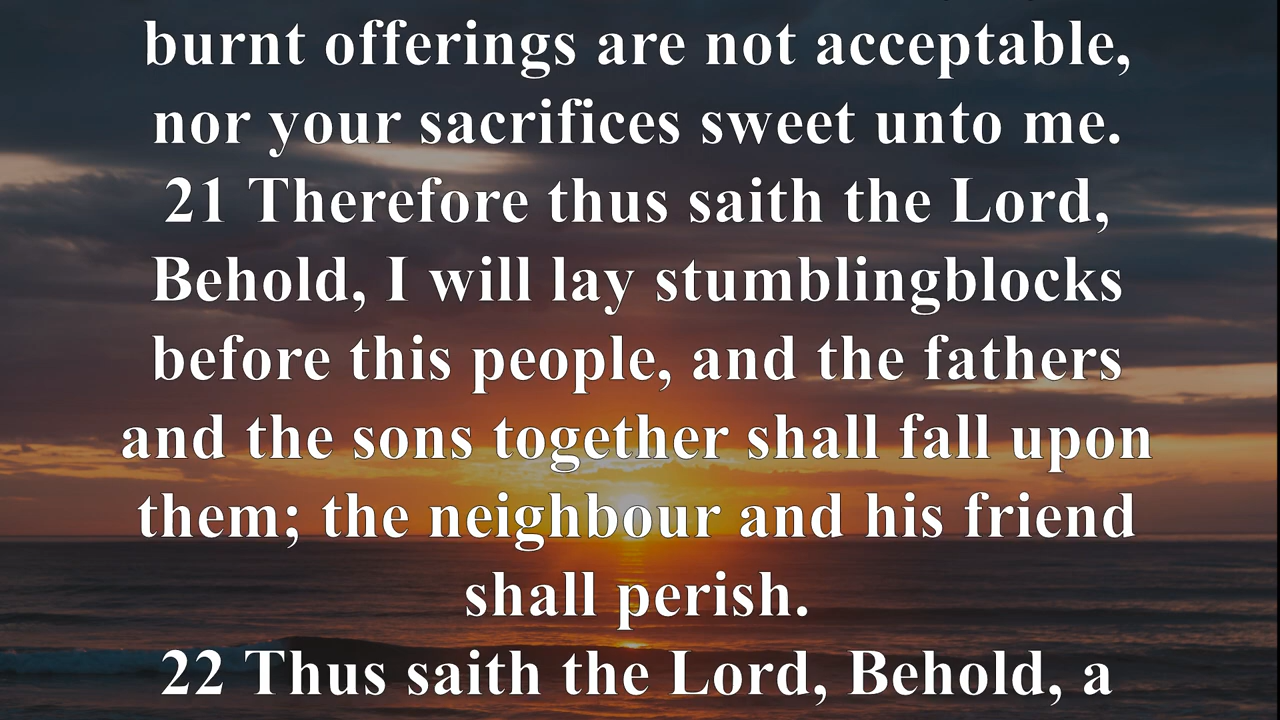 burnt offerings are not acceptable,
nor your sacrifices sweet unto me.
21 Therefore thus saith the Lord,
Behold, I will lay stumblingblocks
before this people, and the fathers
and the sons together shall fall upon
them; the neighbour and his friend
shall perish.
22 Thus saith the Lord, Behold, a